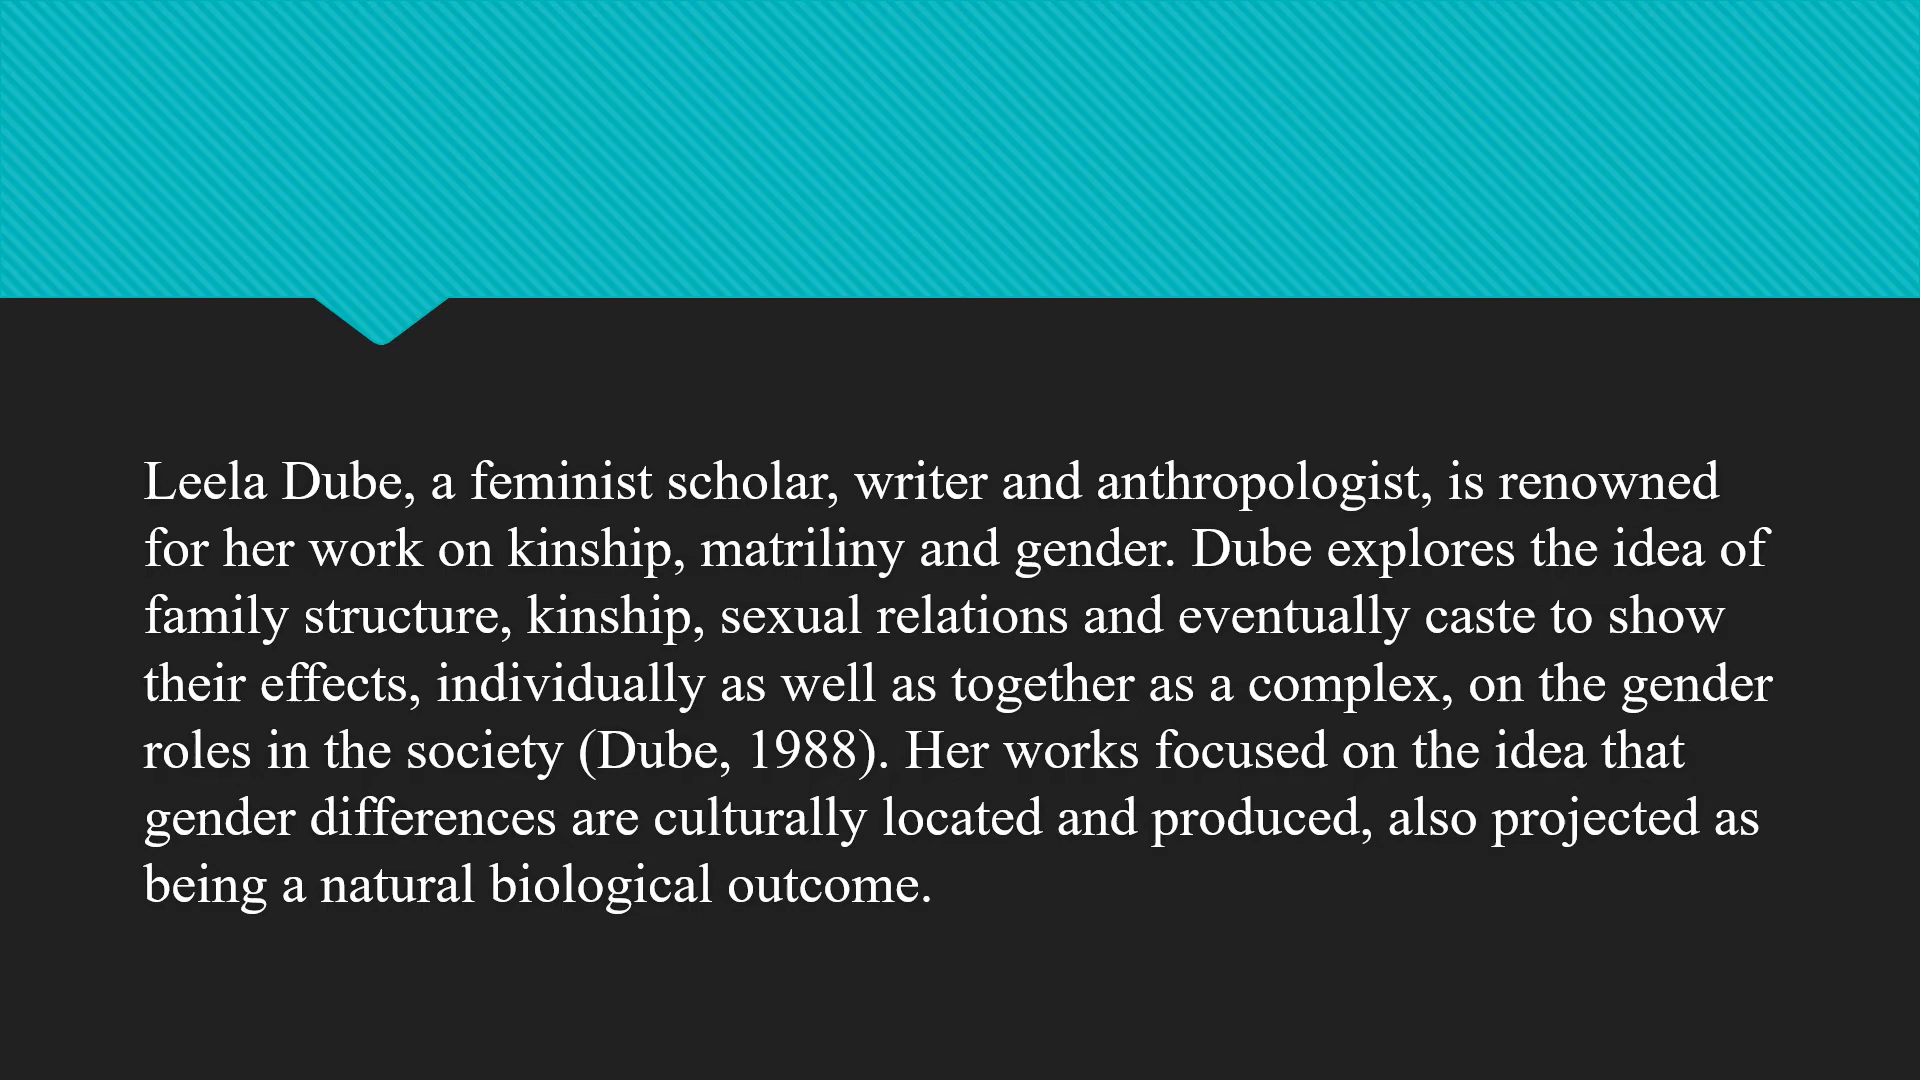 Leela Dube, a feminist scholar, writer and anthropologist, is renowned
for her work on kinship, matriliny and gender. Dube explores the idea of
family structure, kinship, sexual relations and eventually caste to show
their effects, individually as well as together as a complex, on the gender
roles in the society (Dube, 1988). Her works focused on the idea that
gender differences are culturally located and produced, also projected as
being a natural biological outcome.